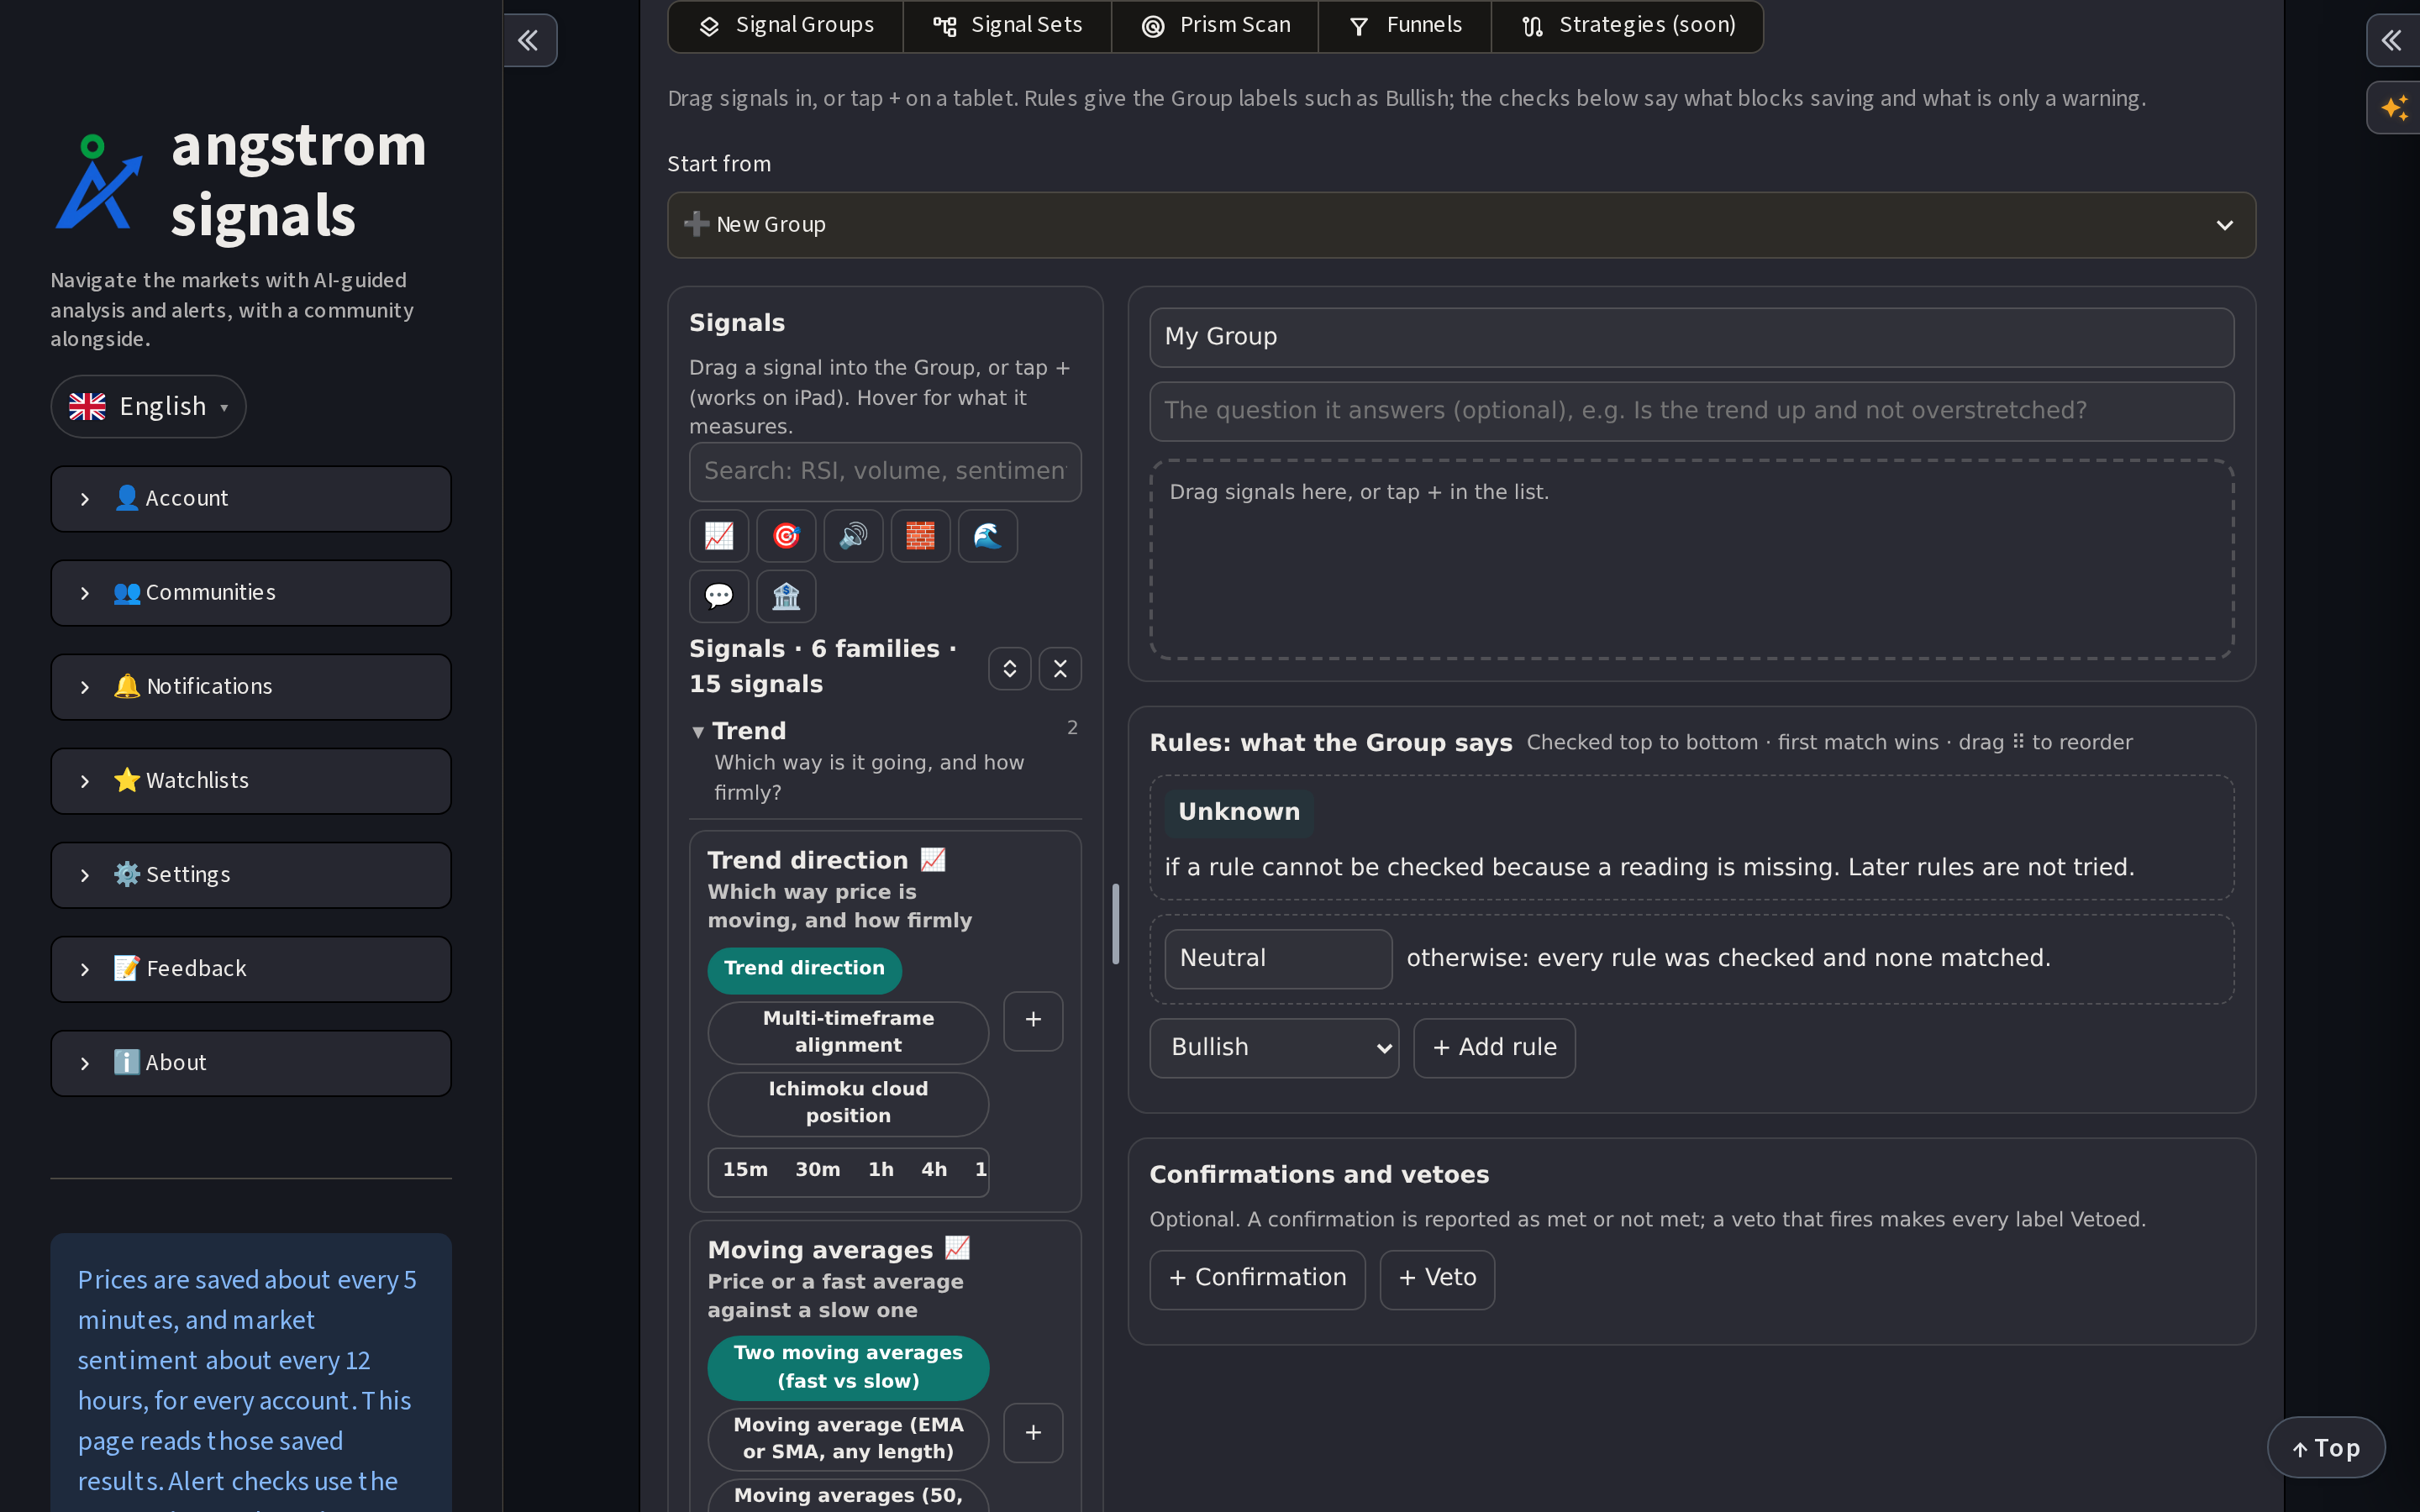 angstrom
signals
Navigate the markets with AI-guided
analysis and alerts, with a community
alongside.
English
Account
Communities
Notifications
Watchlists
Settings
Feedback
About
Prices are saved about every 5
minutes, and market
sentiment about every 12
hours, for every account. This
page reads those saved
results. Alert checks use the
Signal Groups
Signal Sets
Prism Scan
Funnels
Strategies (soon)
Drag signals in, or tap + on a tablet. Rules give the Group labels such as Bullish; the checks below say what blocks saving and what is only a warning.
Start from
➕ New Group
Signals
Drag a signal into the Group, or tap +
(works on iPad). Hover for what it
measures.
Search: RSI, volume, sentiment
Signals · 6 families ·
15 signals
▼ Trend 2
Which way is it going, and how
firmly?
Trend direction
Which way price is
moving, and how firmly
Trend direction
Multi-timeframe
alignment
+
Ichimoku cloud
position
15m 30m 1h 4h 1
Moving averages
Price or a fast average
against a slow one
Two moving averages
(fast vs slow)
Moving average (EMA
or SMA, any length)
+
Moving averages (50,
My Group
The question it answers (optional), e.g. Is the trend up and not overstretched?
Drag signals here, or tap + in the list.
Rules: what the Group says Checked top to bottom · first match wins · drag ⠿ to reorder
Unknown
if a rule cannot be checked because a reading is missing. Later rules are not tried.
Neutral otherwise: every rule was checked and none matched.
Bullish + Add rule
Confirmations and vetoes
Optional. A confirmation is reported as met or not met; a veto that fires makes every label Vetoed.
+ Confirmation + Veto
↑ Top